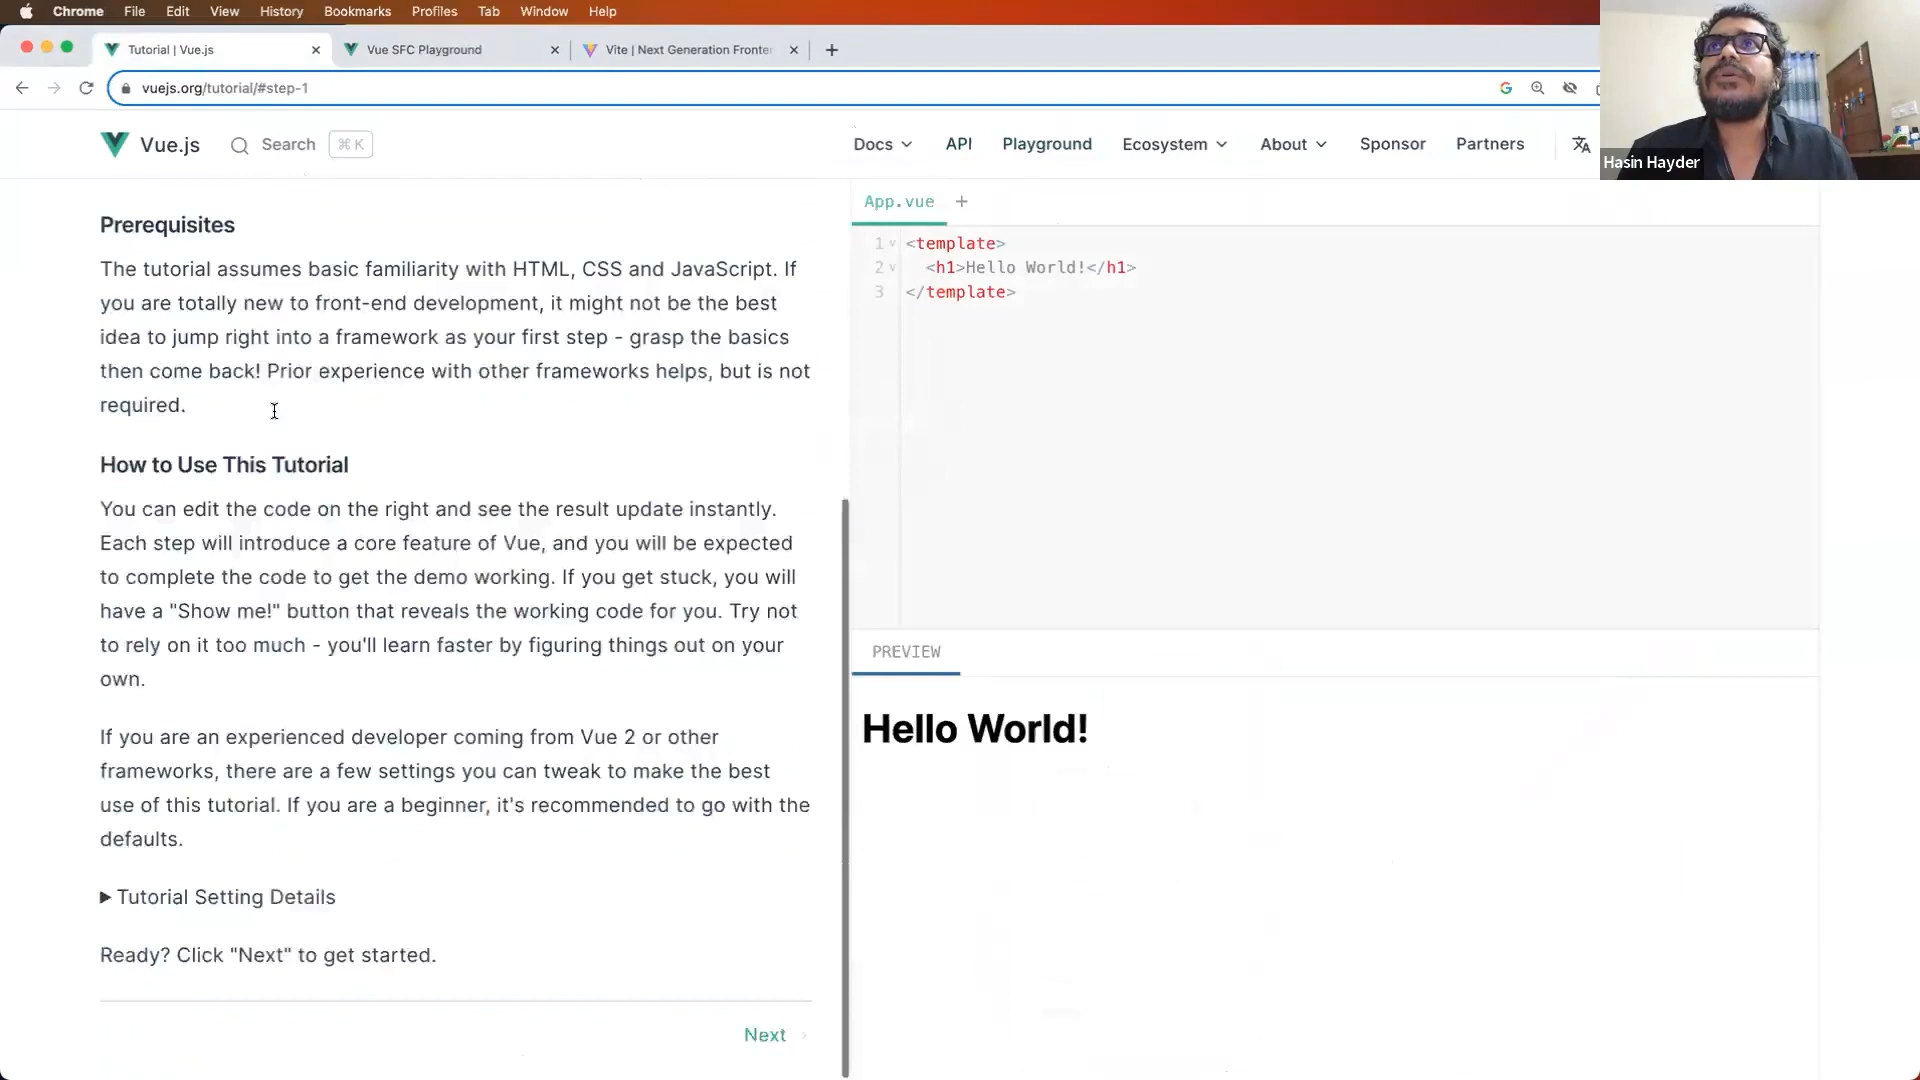 Chrome File Edit View History Bookmarks Profiles Tab Window Help
Tutorial | Vue.js
Vue SFC Playground
Vite | Next Generation Fronte
vuejs.org/tutorial/#step-1
Vue.js Search ⌘ K
Docs API Playground Ecosystem About Sponsor Partners
Hasin Hayder
Prerequisites
The tutorial assumes basic familiarity with HTML, CSS and JavaScript. If
you are totally new to front-end development, it might not be the best
idea to jump right into a framework as your first step - grasp the basics
then come back! Prior experience with other frameworks helps, but is not
required.
How to Use This Tutorial
You can edit the code on the right and see the result update instantly.
Each step will introduce a core feature of Vue, and you will be expected
to complete the code to get the demo working. If you get stuck, you will
have a "Show me!" button that reveals the working code for you. Try not
to rely on it too much - you'll learn faster by figuring things out on your
own.
If you are an experienced developer coming from Vue 2 or other
frameworks, there are a few settings you can tweak to make the best
use of this tutorial. If you are a beginner, it's recommended to go with the
defaults.
Tutorial Setting Details
Ready? Click "Next" to get started.
Next
App.vue +
1 <template>
2 <h1>Hello World!</h1>
3 </template>
PREVIEW
Hello World!